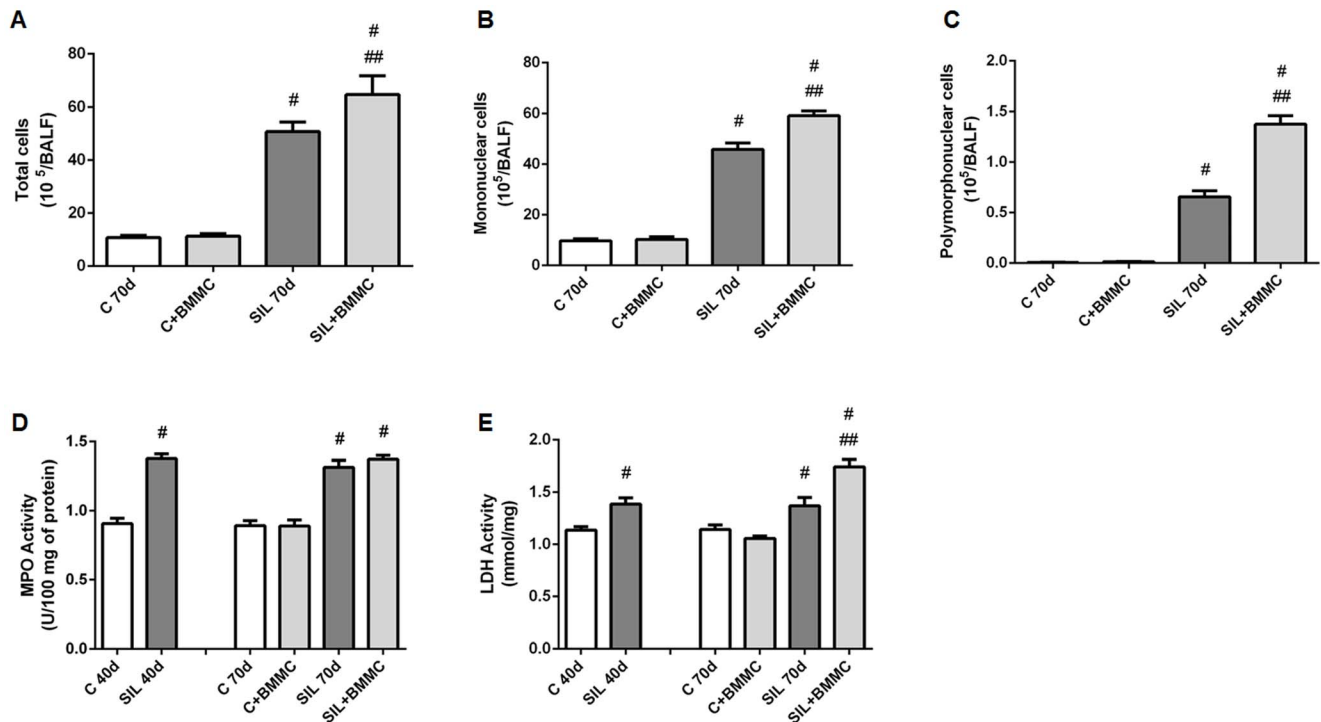 A
Total cells
(10 5/BALF)
80
60
40
20
0
#
#
##
C 70d
C+BMMC
SIL 70d
SIL+BMMC
B
Mononuclear cells
(10⁵/BALF)
80
60
40
20
0
#
#
##
C 70d
C+BMMC
SIL 70d
SIL+BMMC
C
Polymorphonuclear cells
(10⁵/BALF)
2.0
1.5
1.0
0.5
0.0
#
#
##
C 70d
C+BMMC
SIL 70d
SIL+BMMC
D
MPO Activity
(U/100 mg of protein)
1.5
1.0
0.5
0.0
#
#
#
C 40d
SIL 40d
C 70d
C+BMMC
SIL 70d
SIL+BMMC
E
LDH Activity
(mmol/mg)
2.0
1.5
1.0
0.5
0.0
#
#
#
##
C 40d
SIL 40d
C 70d
C+BMMC
SIL 70d
SIL+BMMC